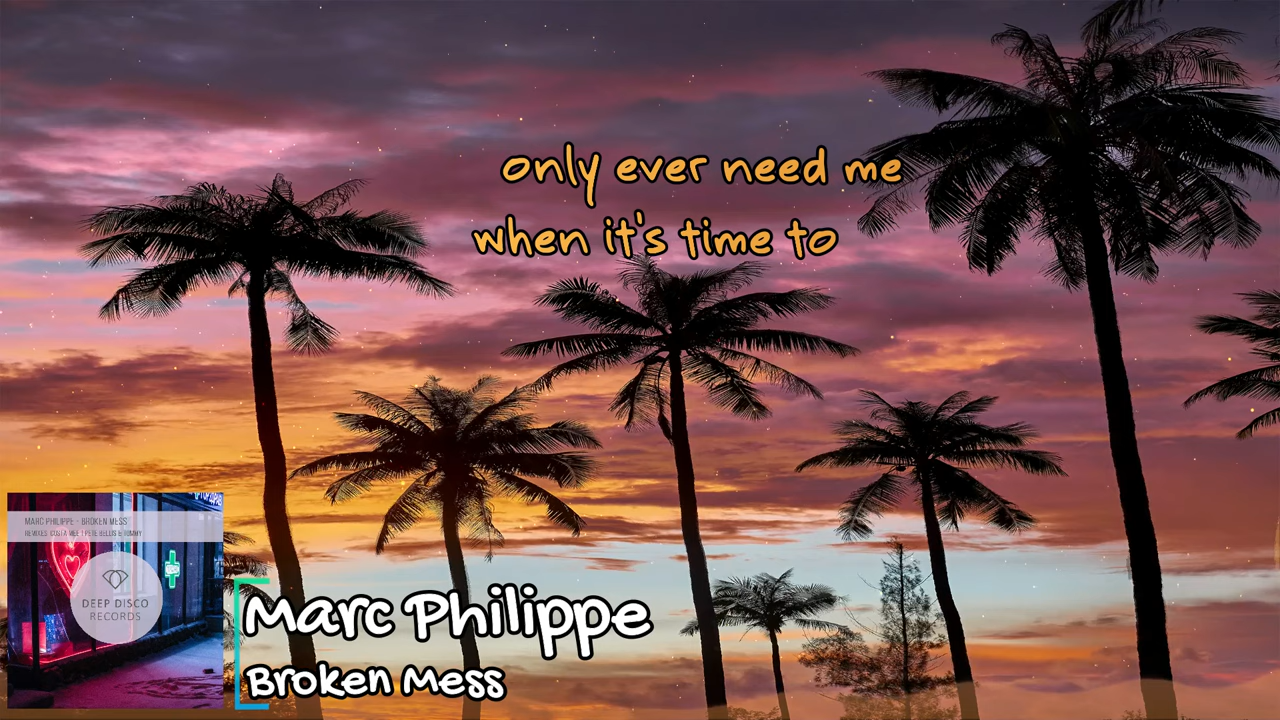 only ever need me
when it's time to
MARC PHILIPPE - BROKEN MESS
DEEP DISCO
RECORDS
Marc Philippe
Broken Mess